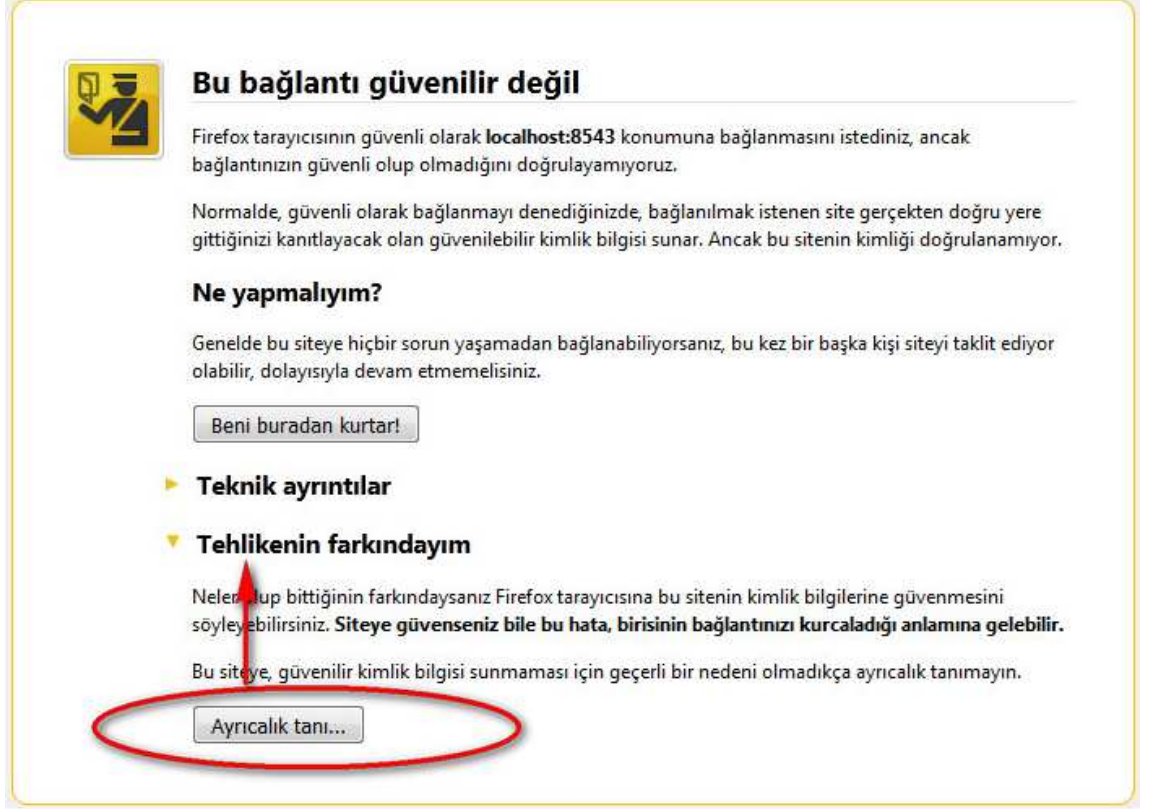 Bu bağlantı güvenilir değil
Firefox tarayıcısının güvenli olarak localhost:8543 konumuna bağlanmasını istediniz, ancak
bağlantınızın güvenli olup olmadığını doğrulayamıyoruz.
Normalde, güvenli olarak bağlanmayı denediğinizde, bağlanılmak istenen site gerçekten doğru yere
gittiğinizi kanıtlayacak olan güvenilebilir kimlik bilgisi sunar. Ancak bu sitenin kimliği doğrulanamıyor.
Ne yapmalıyım?
Genelde bu siteye hiçbir sorun yaşamadan bağlanabiliyorsanız, bu kez bir başka kişi siteyi taklit ediyor
olabilir, dolayısıyla devam etmemelisiniz.
Beni buradan kurtar!
Teknik ayrıntılar
Tehlikenin farkındayım
Neler olup bittiğinin farkındaysanız Firefox tarayıcısına bu sitenin kimlik bilgilerine güvenmesini
söyleyebilirsiniz. Siteye güvenseniz bile bu hata, birisinin bağlantınızı kurcaladığı anlamına gelebilir.
Bu siteye, güvenilir kimlik bilgisi sunmaması için geçerli bir nedeni olmadıkça ayrıcalık tanımayın.
Ayrıcalık tanı...